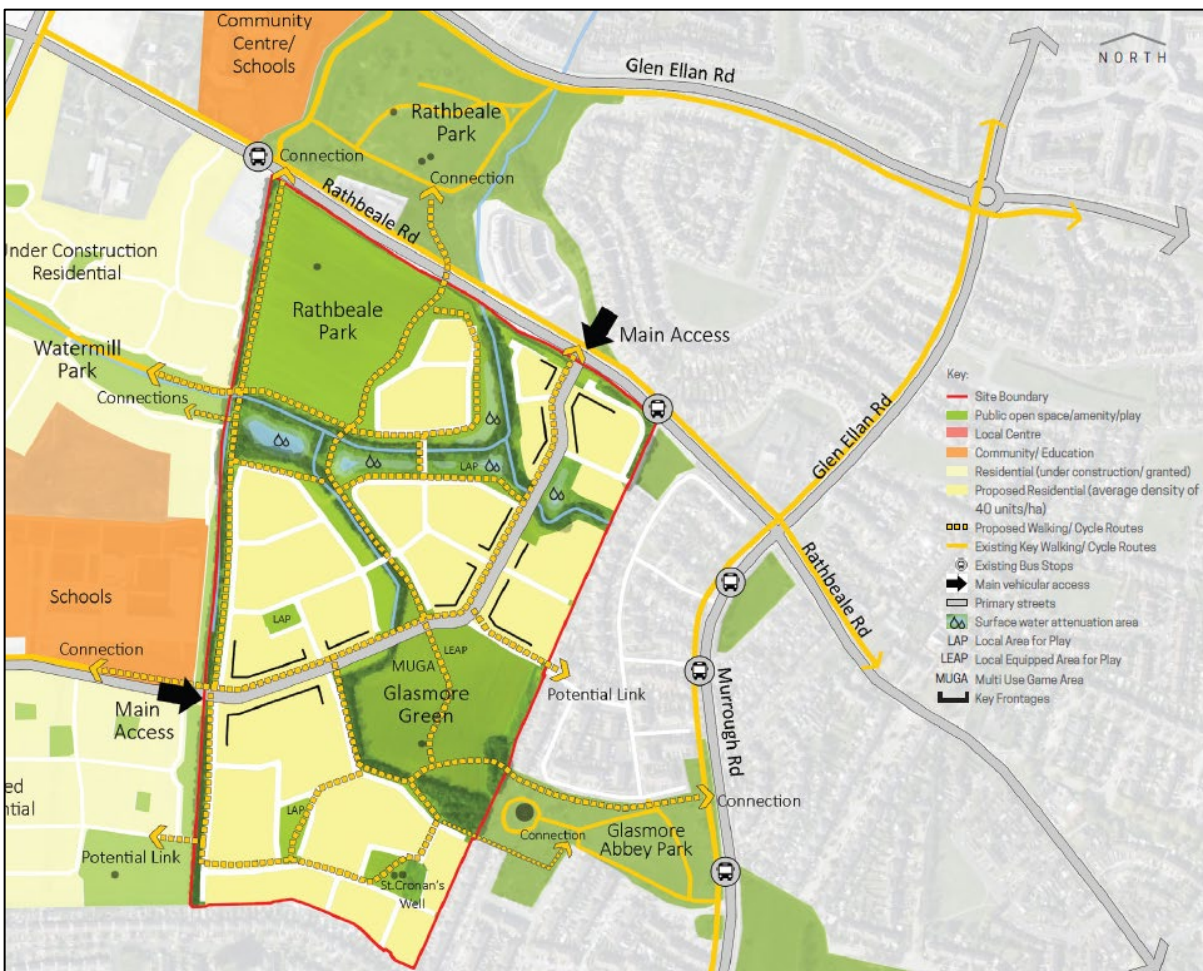 Community
Centre/
Schools
Glen Ellan Rd
NORTH
Rathbeale
Park
Connection
Connection
Rathbeale Rd
Under Construction
Residential
Rathbeale
Park
Main Access
Watermill
Park
Connections
LAP
Glen Ellan Rd
Key:
Site Boundary
Public open space/amenity/play
Local Centre
Community/ Education
Residential (under construction/ granted)
Proposed Residential (average density of
40 units/ha)
Proposed Walking/ Cycle Routes
Existing Key Walking/ Cycle Routes
Existing Bus Stops
Main vehicular access
Primary streets
Surface water attenuation area
LAP Local Area for Play
LEAP Local Equipped Area for Play
MUGA Multi Use Game Area
Key Frontages
Rathbeale Rd
Schools
LAP
Connection
LEAP
MUGA
Glasmore
Green
Potential Link
Main
Access
Murrough Rd
ed
ntial
LAP
Connection
Connection
Glasmore
Abbey Park
Potential Link
St.Cronan's
Well